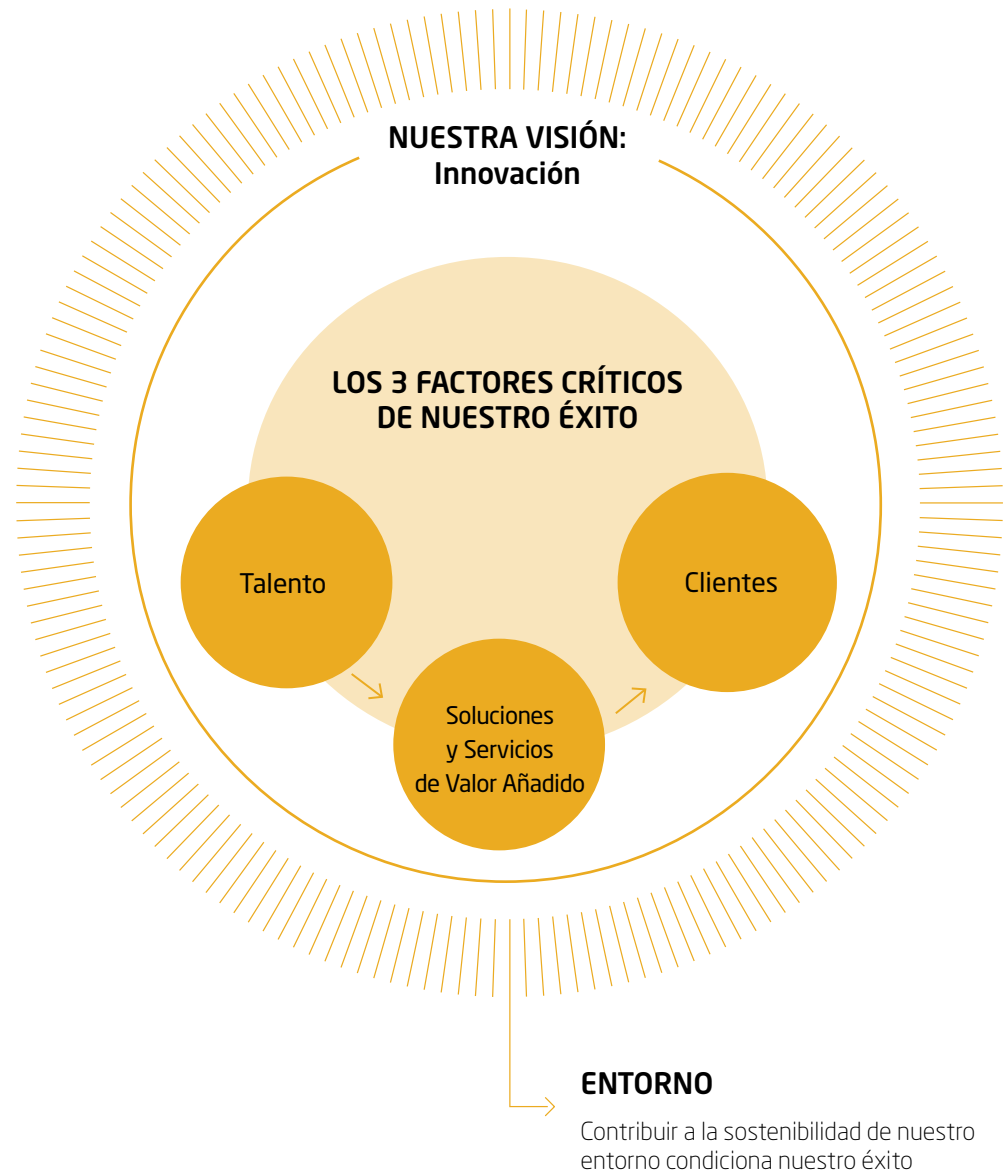 NUESTRA VISIÓN:
Innovación
LOS 3 FACTORES CRÍTICOS
DE NUESTRO ÉXITO
Talento
Clientes
Soluciones
y Servicios
de Valor Añadido
ENTORNO
Contribuir a la sostenibilidad de nuestro
entorno condiciona nuestro éxito